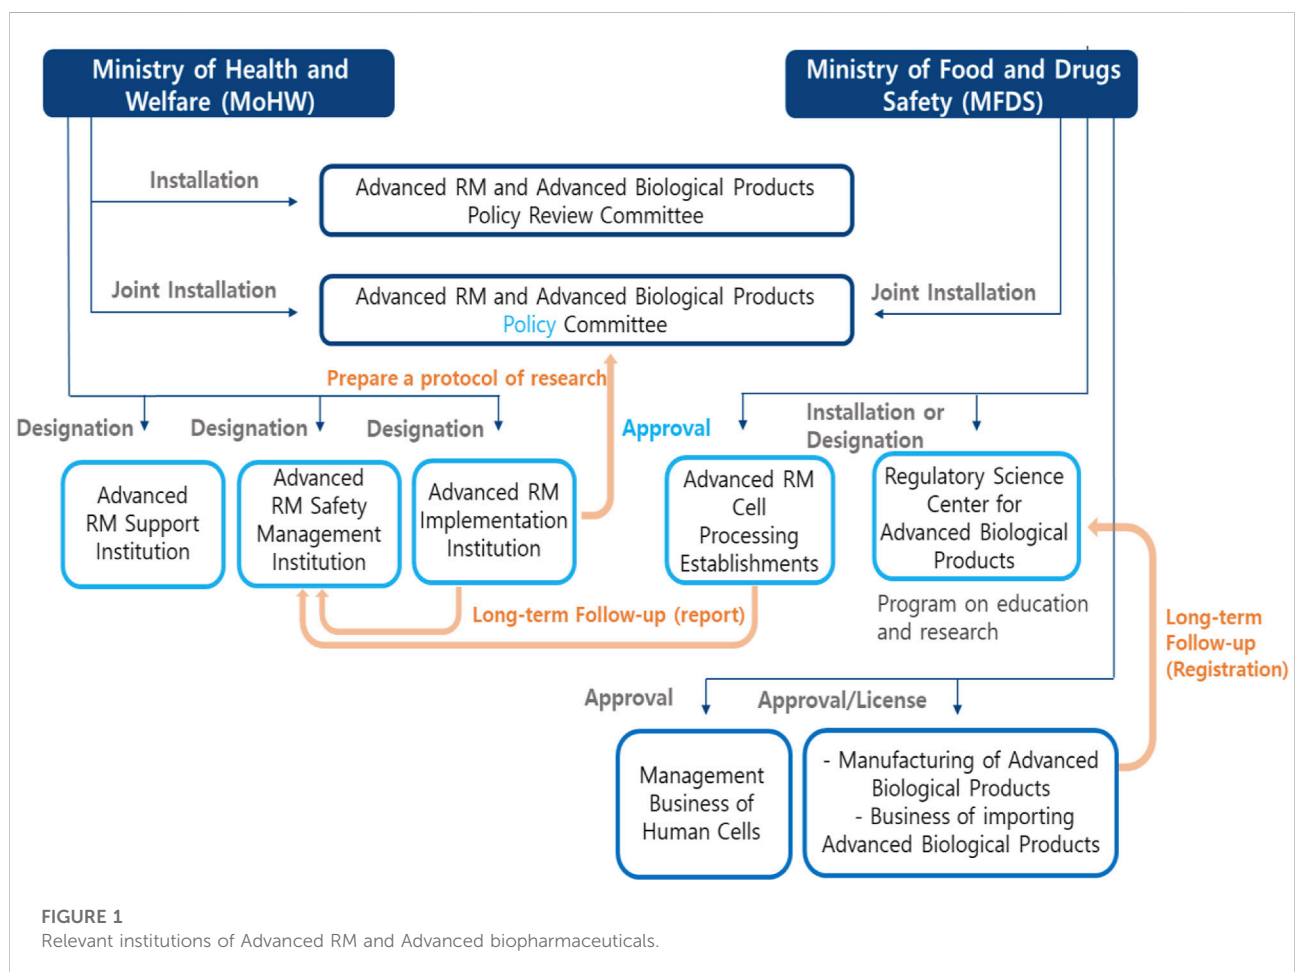 Ministry of Health and
Welfare (MoHW)
Ministry of Food and Drugs
Safety (MFDS)
Installation
Advanced RM and Advanced Biological Products
Policy Review Committee
Joint Installation
Advanced RM and Advanced Biological Products
Policy Committee
Joint Installation
Prepare a protocol of research
Designation
Designation
Designation
Approval
Installation or
Designation
Advanced
RM Support
Institution
Advanced
RM Safety
Management
Institution
Advanced RM
Implementation
Institution
Advanced RM
Cell
Processing
Establishments
Regulatory Science
Center for
Advanced Biological
Products
Long-term Follow-up (report)
Program on education
and research
Long-term
Follow-up
(Registration)
Approval
Approval/License
Management
Business of
Human Cells
- Manufacturing of Advanced
Biological Products
- Business of importing
Advanced Biological Products
FIGURE 1
Relevant institutions of Advanced RM and Advanced biopharmaceuticals.